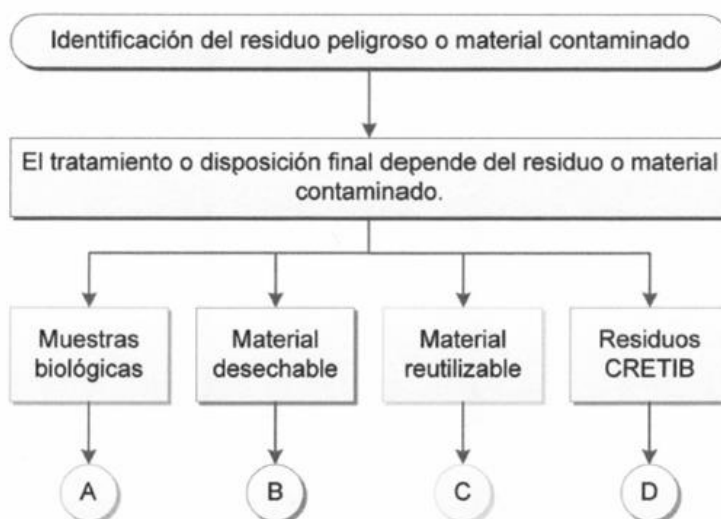 Identificación del residuo peligroso o material contaminado
El tratamiento o disposición final depende del residuo o material
contaminado.
Muestras
biológicas
Material
desechable
Material
reutilizable
Residuos
CRETIB
A
B
C
D